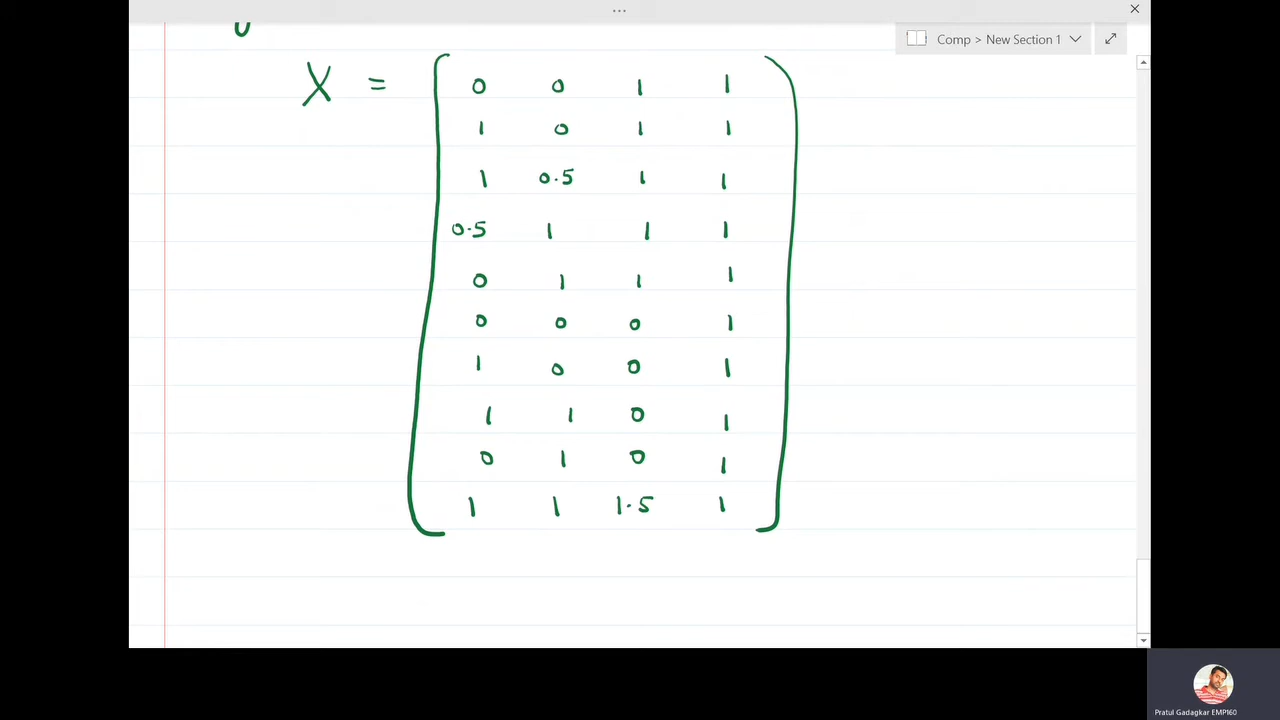 ...
Comp > New Section 1
X = 0 0 1 1
1 0 1 1
1 0.5 1 1
0.5 1 1 1
0 1 1 1
0 0 0 1
1 0 0 1
1 1 0 1
0 1 0 1
1 1 1.5 1
Pratul Gadagkar EMP160